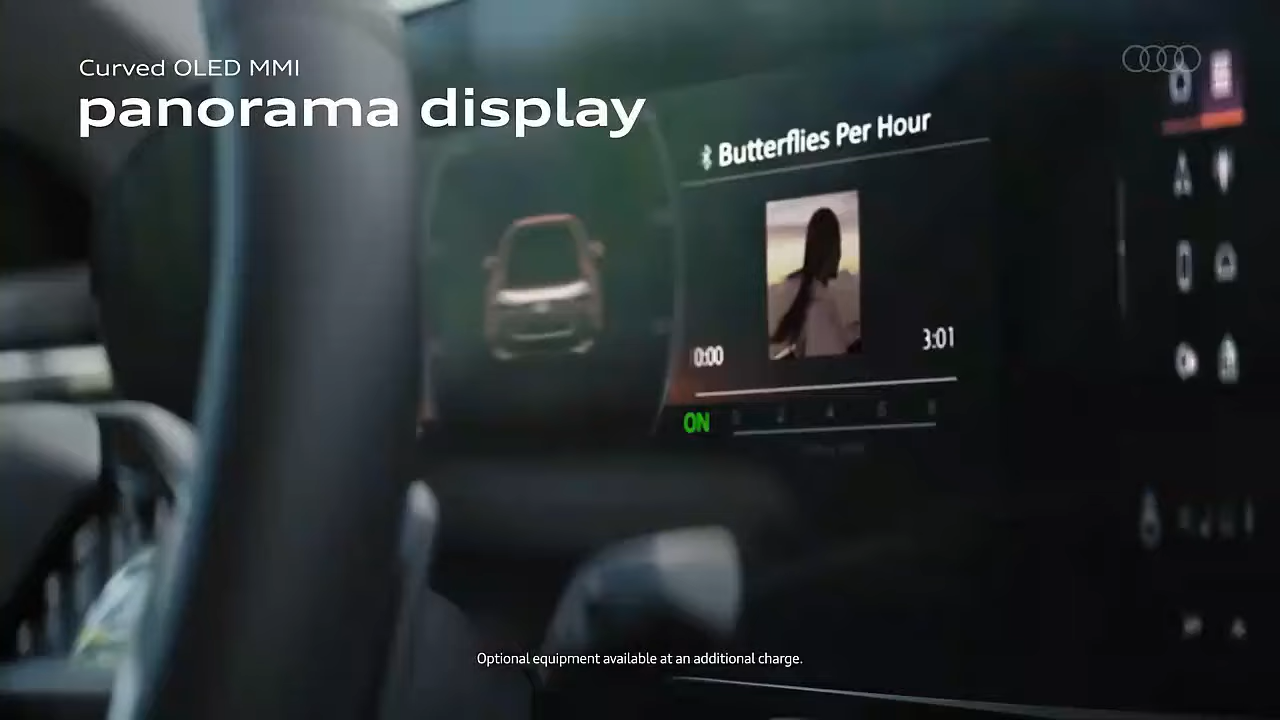 Curved OLED MMI
panorama display
Butterflies Per Hour
0:00
3:01
ON
Optional equipment available at an additional charge.